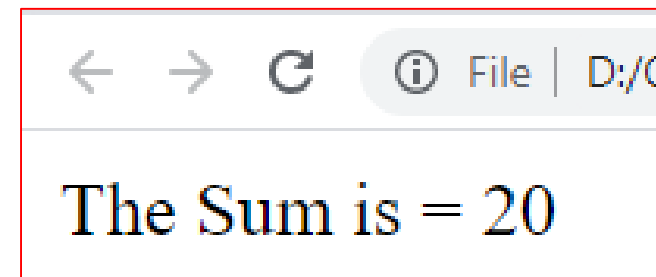 File D:/
The Sum is = 20